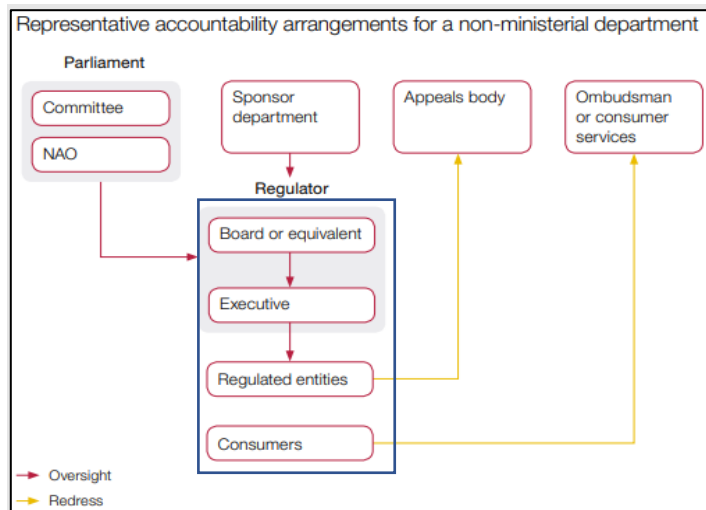 Representative accountability arrangements for a non-ministerial department
Parliament
Committee
NAO
Sponsor
department
Appeals body
Ombudsman
or consumer
services
Regulator
Board or equivalent
Executive
Regulated entities
Consumers
Oversight
Redress